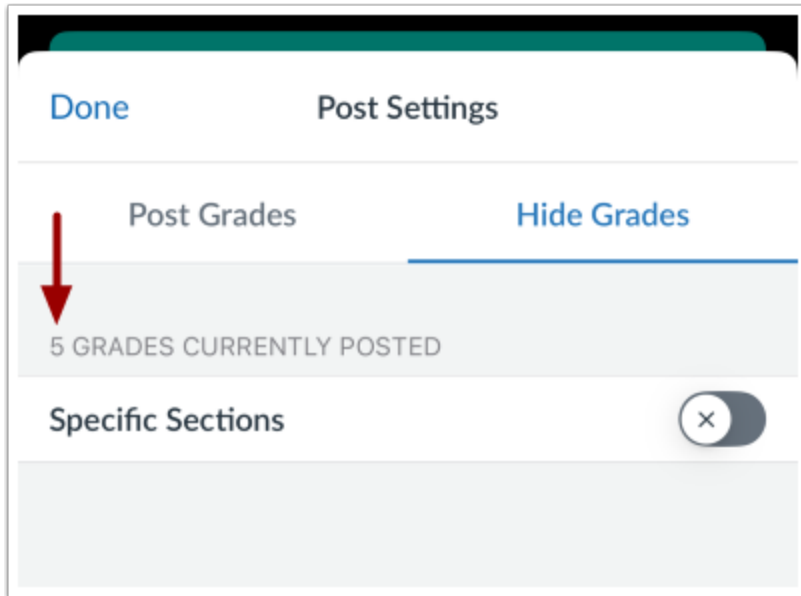 Done
Post Settings
Post Grades
Hide Grades
5 GRADES CURRENTLY POSTED
Specific Sections